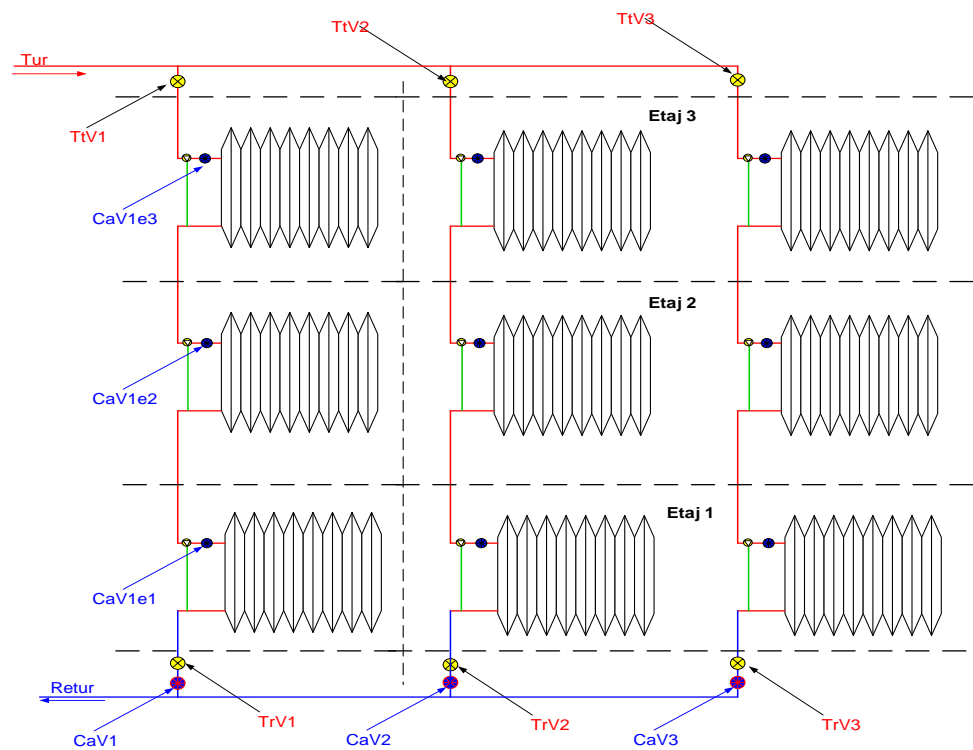 TtV2
TtV3
Tur
TtV1
Etaj 3
CaV1e3
Etaj 2
CaV1e2
Etaj 1
CaV1e1
Retur
CaV1
TrV1
CaV2
TrV2
CaV3
TrV3